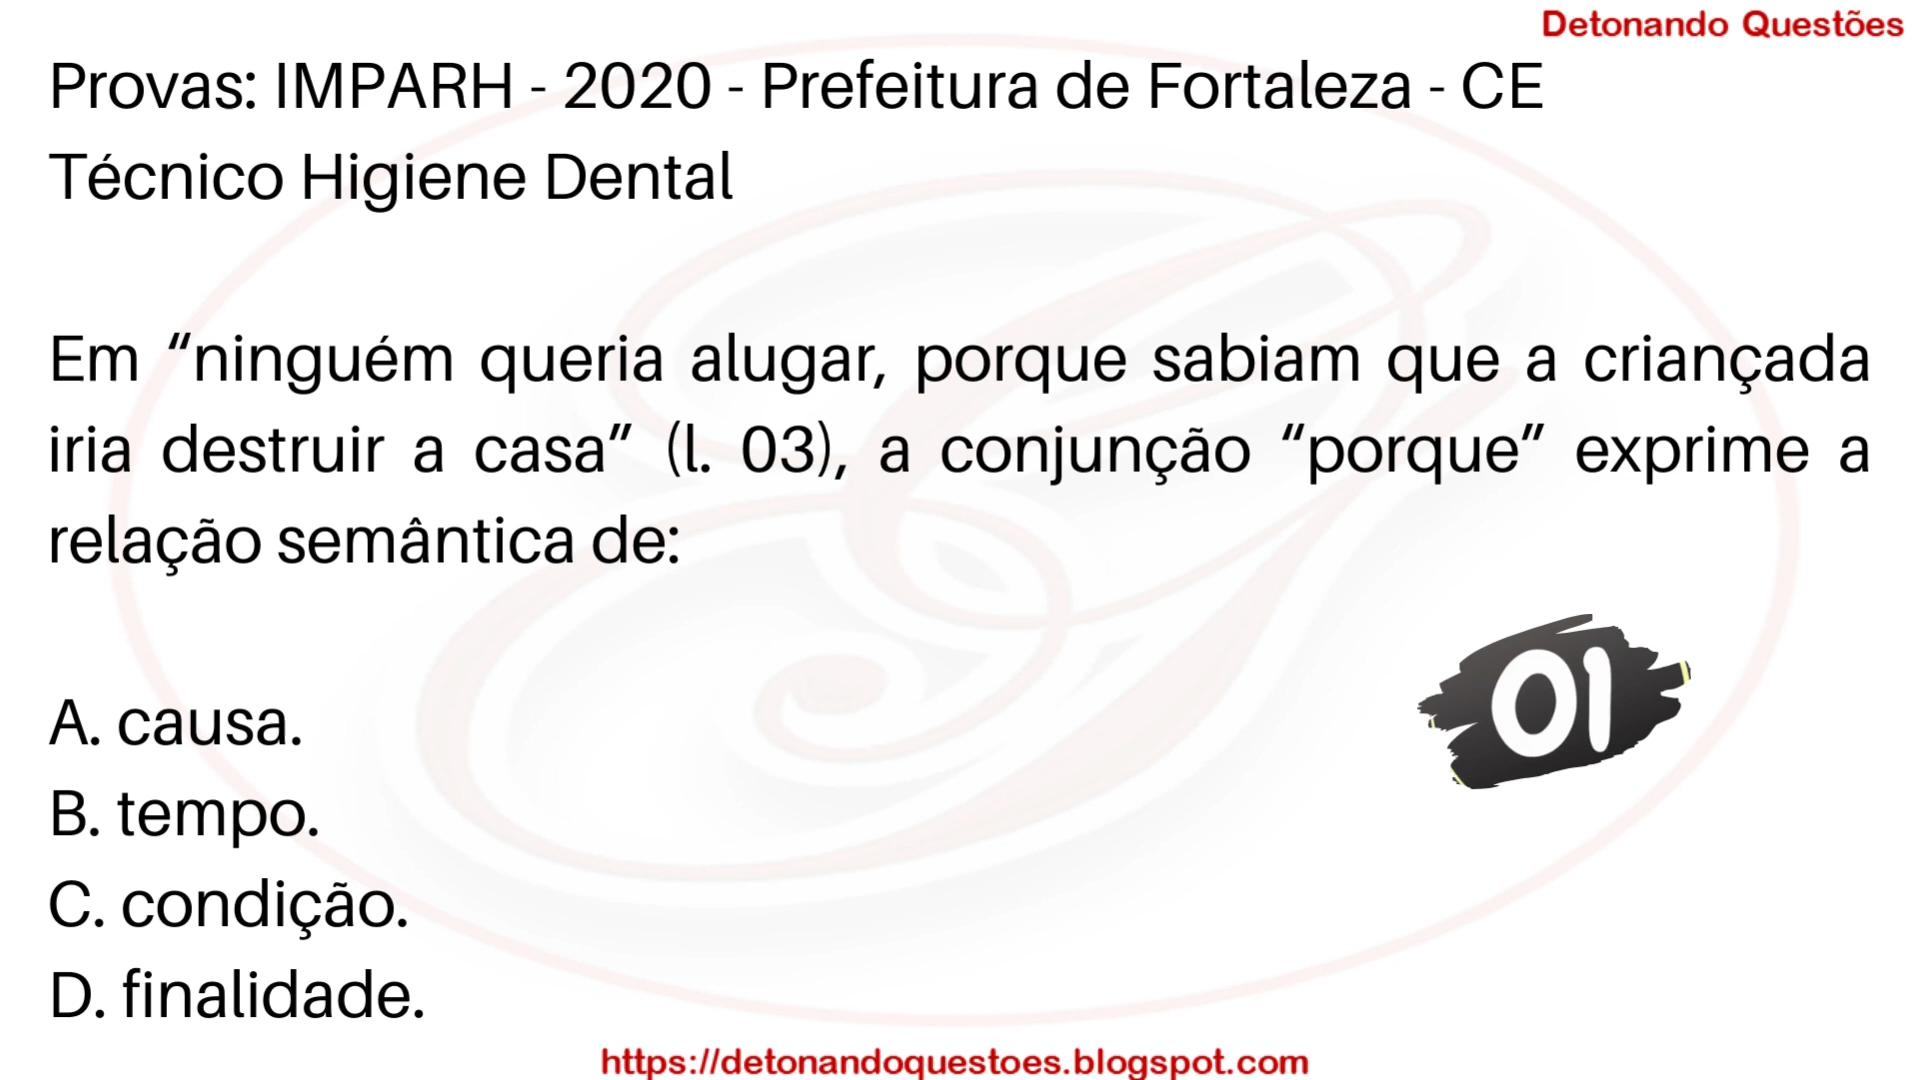 Detonando Questões
Provas: IMPARH - 2020 - Prefeitura de Fortaleza - CE
Técnico Higiene Dental
Em “ninguém queria alugar, porque sabiam que a criançada
iria destruir a casa” (l. 03), a conjunção “porque” exprime a
relação semântica de:
01
A. causa.
B. tempo.
C. condição.
D. finalidade.
https://detonandoquestoes.blogspot.com